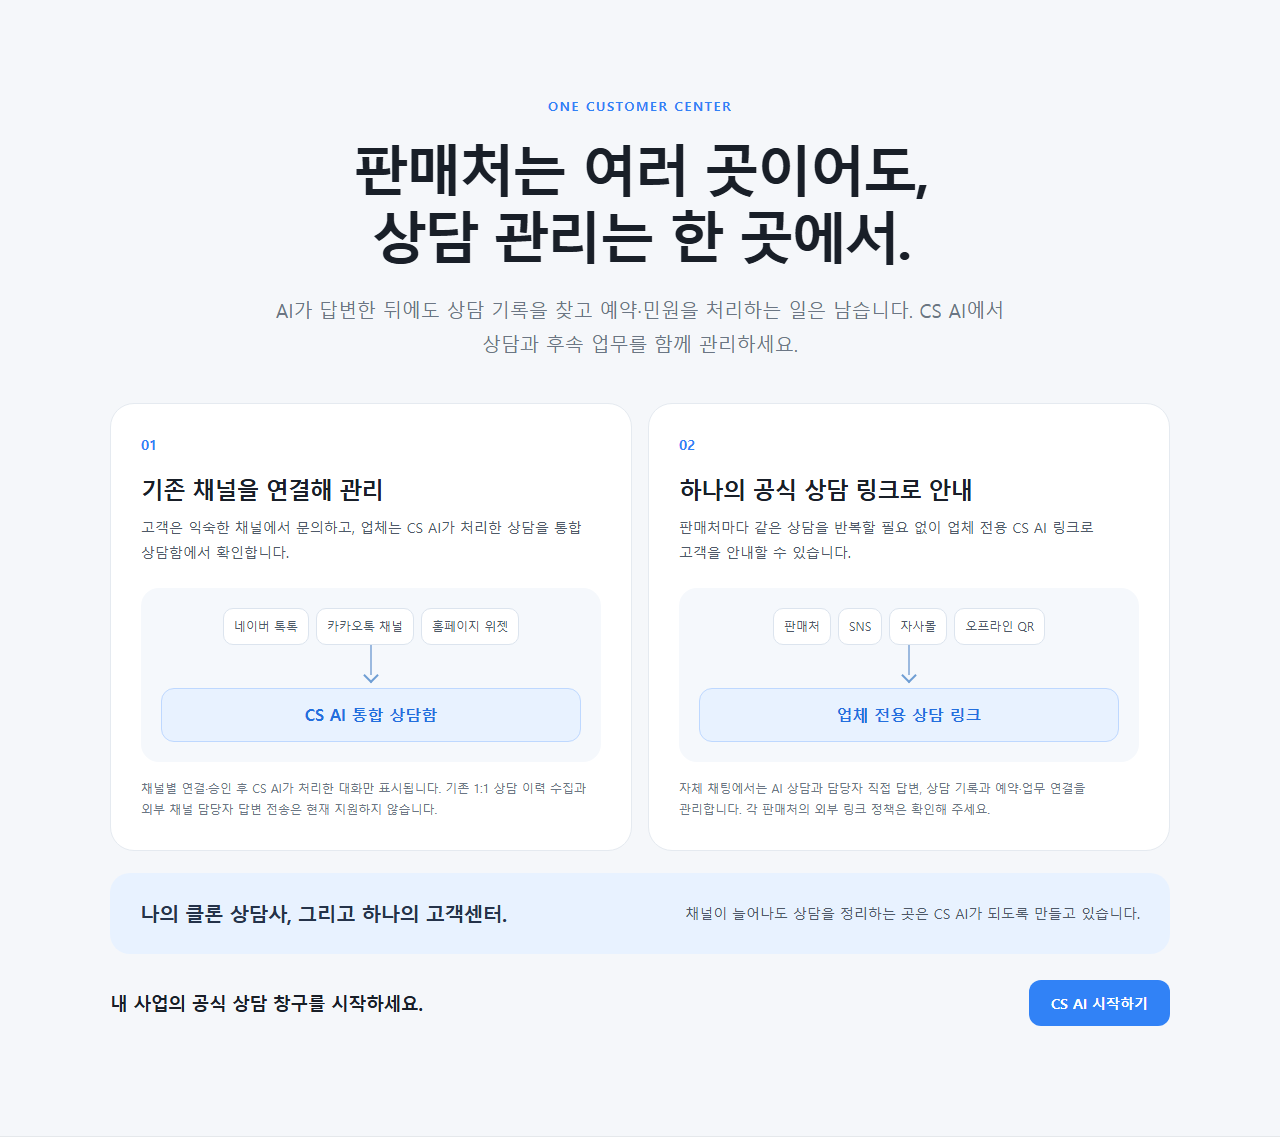 ONE CUSTOMER CENTER
판매처는 여러 곳이어도,
상담 관리는 한 곳에서.
AI가 답변한 뒤에도 상담 기록을 찾고 예약·민원을 처리하는 일은 남습니다. CS AI에서
상담과 후속 업무를 함께 관리하세요.
01
기존 채널을 연결해 관리
고객은 익숙한 채널에서 문의하고, 업체는 CS AI가 처리한 상담을 통합
상담함에서 확인합니다.
네이버 톡톡
카카오톡 채널
홈페이지 위젯
CS AI 통합 상담함
채널별 연결·승인 후 CS AI가 처리한 대화만 표시됩니다. 기존 1:1 상담 이력 수집과
외부 채널 담당자 답변 전송은 현재 지원하지 않습니다.
02
하나의 공식 상담 링크로 안내
판매처마다 같은 상담을 반복할 필요 없이 업체 전용 CS AI 링크로
고객을 안내할 수 있습니다.
판매처
SNS
자사몰
오프라인 QR
업체 전용 상담 링크
자체 채팅에서는 AI 상담과 담당자 직접 답변, 상담 기록과 예약·업무 연결을
관리합니다. 각 판매처의 외부 링크 정책은 확인해 주세요.
나의 클론 상담사, 그리고 하나의 고객센터.
채널이 늘어나도 상담을 정리하는 곳은 CS AI가 되도록 만들고 있습니다.
내 사업의 공식 상담 창구를 시작하세요.
CS AI 시작하기